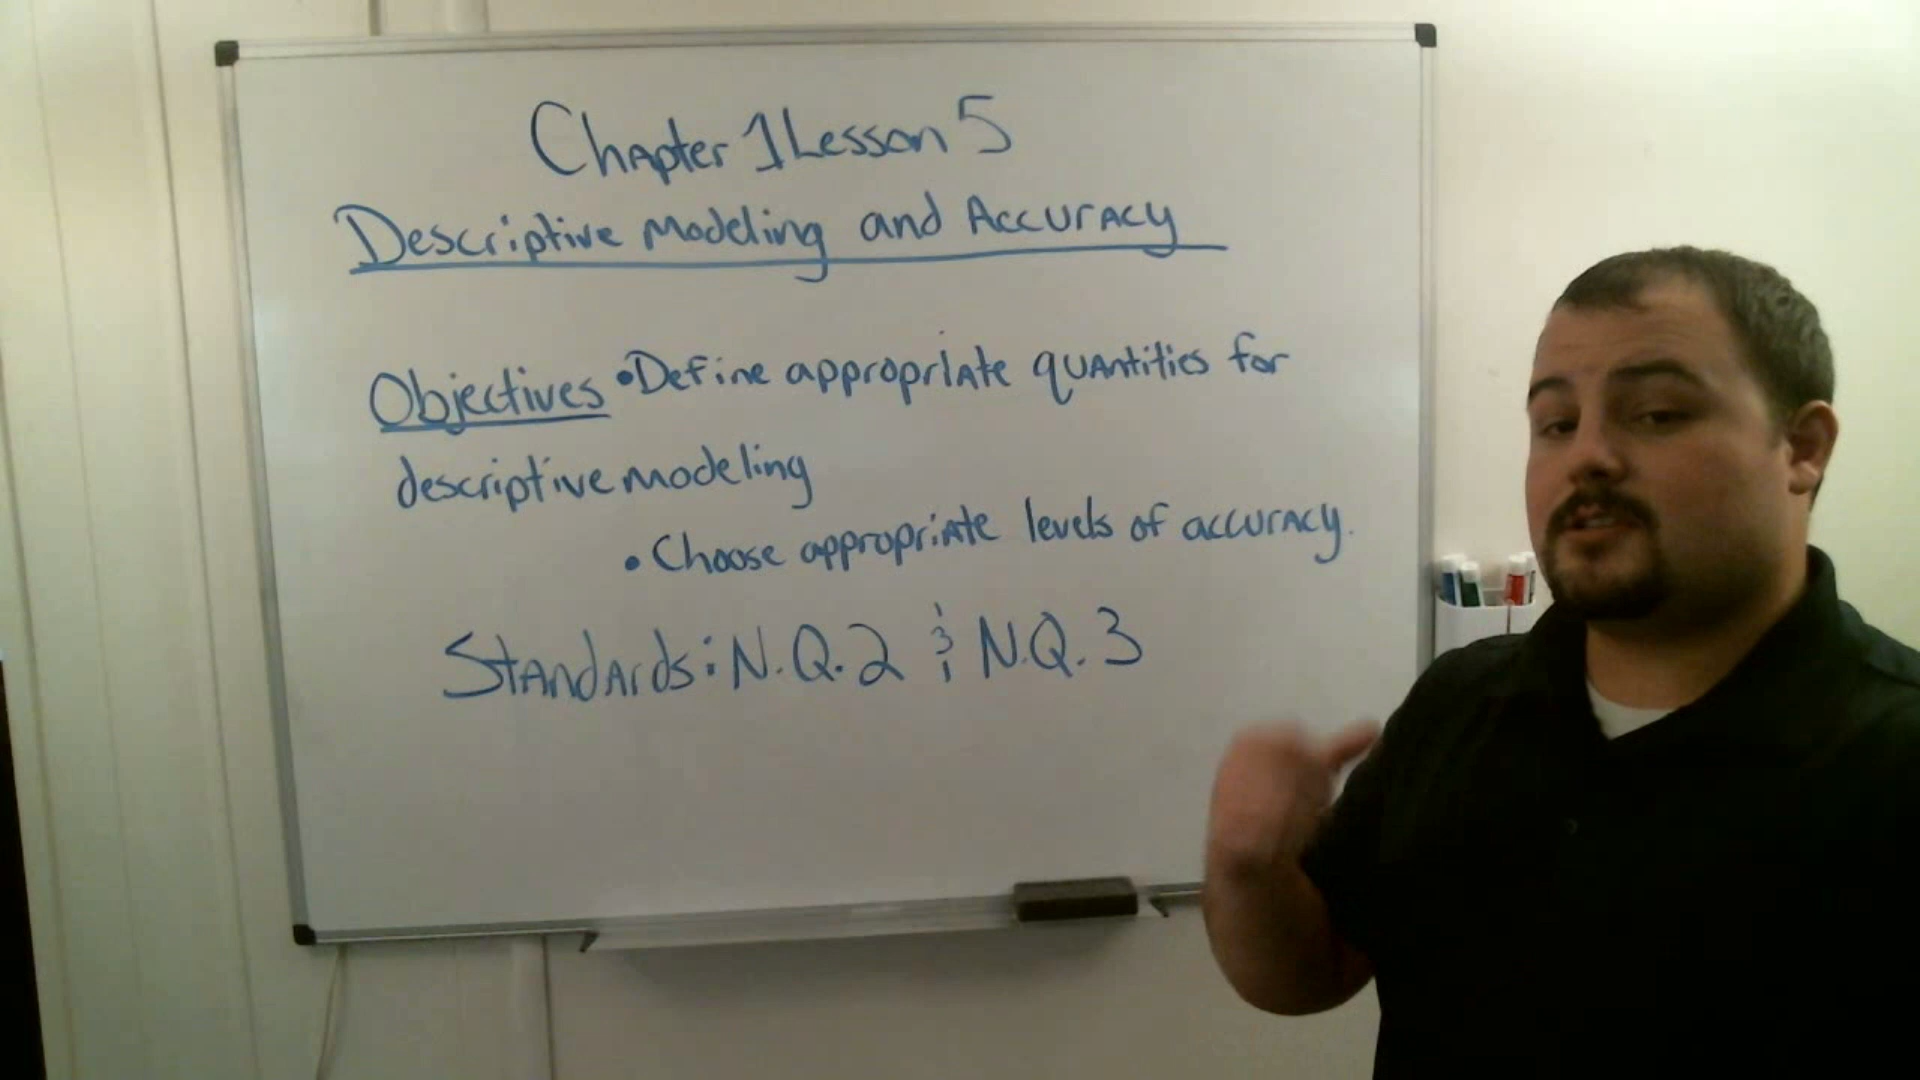 Chapter 1 Lesson 5
Descriptive Modeling and Accuracy
Objectives • Define appropriate quantities for
descriptive modeling
• Choose appropriate levels of accuracy.
Standards: N.Q.2 & N.Q.3